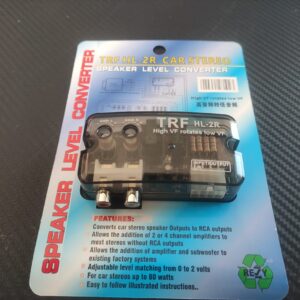 TRF HL-2R CAR STEREO
SPEAKER LEVEL CONVERTER
SPEAKER LEVEL CONVERTER
High VF rotates low VF
TRF HL-2R
High VF rotates low VF
FEATURES:
Converts car stereo speaker Outputs to RCA outputs
Allows the addition of 2 or 4 channel amplifiers to
most stereos without RCA outputs
Allows the addition of amplifier and subwoofer to
existing factory systems
Adjustable level matching from 0 to 2 volts
For car stereos up to 60 watts
Easy to follow illustrated instructions..